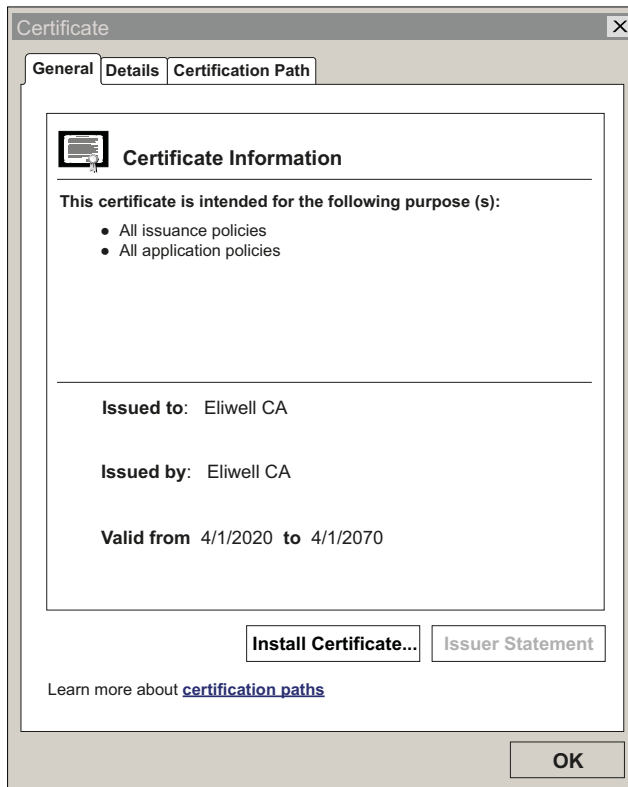 Certificate
General Details Certification Path
Certificate Information
This certificate is intended for the following purpose (s):
● All issuance policies
● All application policies
Issued to: Eliwell CA
Issued by: Eliwell CA
Valid from 4/1/2020 to 4/1/2070
Install Certificate... Issuer Statement
Learn more about certification paths
OK